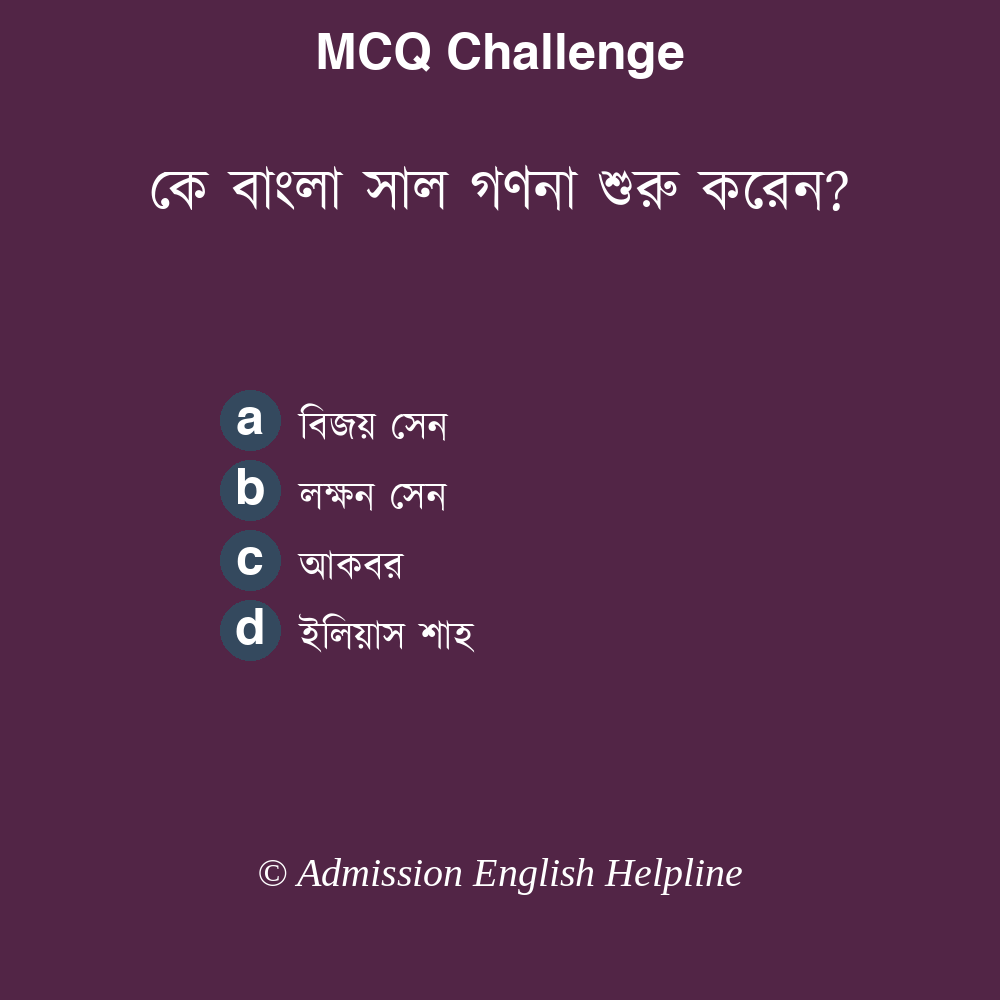 MCQ Challenge
কে বাংলা সাল গণনা শুরু করেন?
a বিজয় সেন
b লক্ষন সেন
c আকবর
d ইলিয়াস শাহ
© Admission English Helpline